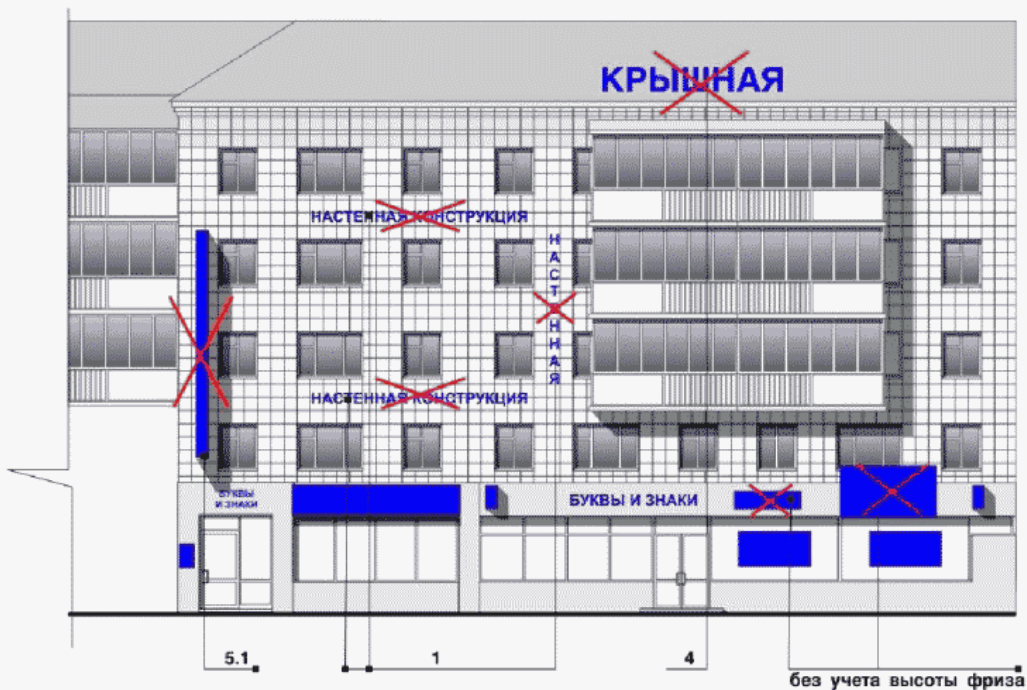 КРЫШНАЯ
НАСТЕННАЯ КОНСТРУКЦИЯ
НАСТЕННАЯ
НАСТЕННАЯ КОНСТРУКЦИЯ
БУКВЫ
И ЗНАКИ
БУКВЫ И ЗНАКИ
5.1
1
4
без учета высоты фриза